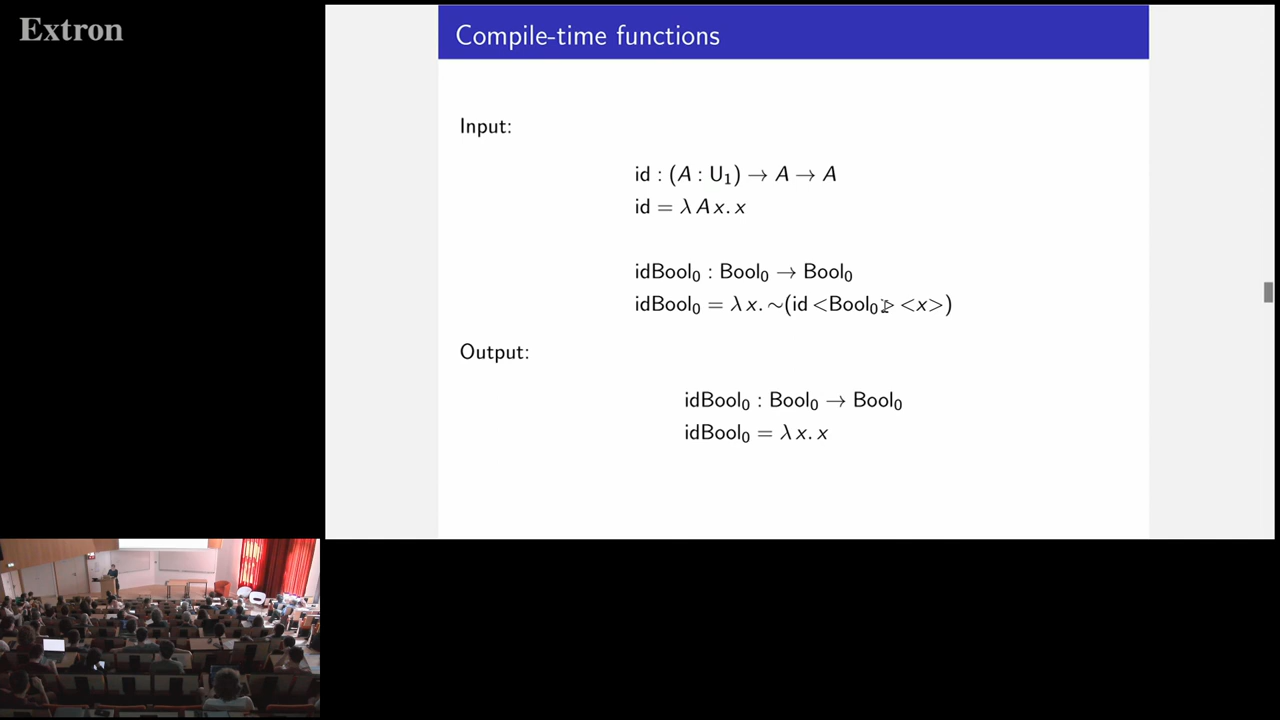 Extron
Compile-time functions
Input:
id : (A : U₁) → A → A
id = λ A x. x
idBool₀ : Bool₀ → Bool₀
idBool₀ = λ x. ∼(id <Bool₀> <x>)
Output:
idBool₀ : Bool₀ → Bool₀
idBool₀ = λ x. x